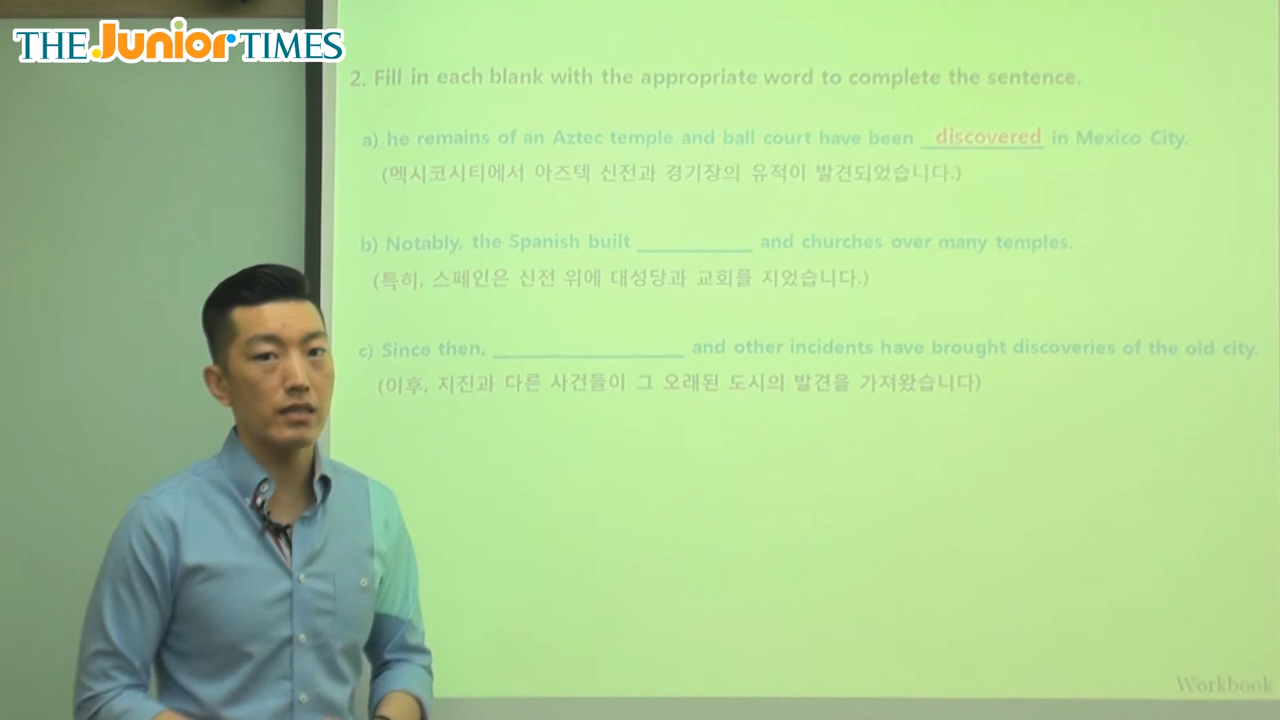 THE Junior TIMES
2. Fill in each blank with the appropriate word to complete the sentence.
a) he remains of an Aztec temple and ball court have been discovered in Mexico City.
(멕시코시티에서 아즈텍 신전과 경기장의 유적이 발견되었습니다.)
b) Notably, the Spanish built ___________ and churches over many temples.
(특히, 스페인은 신전 위에 대성당과 교회를 지었습니다.)
c) Since then, __________________ and other incidents have brought discoveries of the old city.
(이후, 지진과 다른 사건들이 그 오래된 도시의 발견을 가져왔습니다)
Workbook